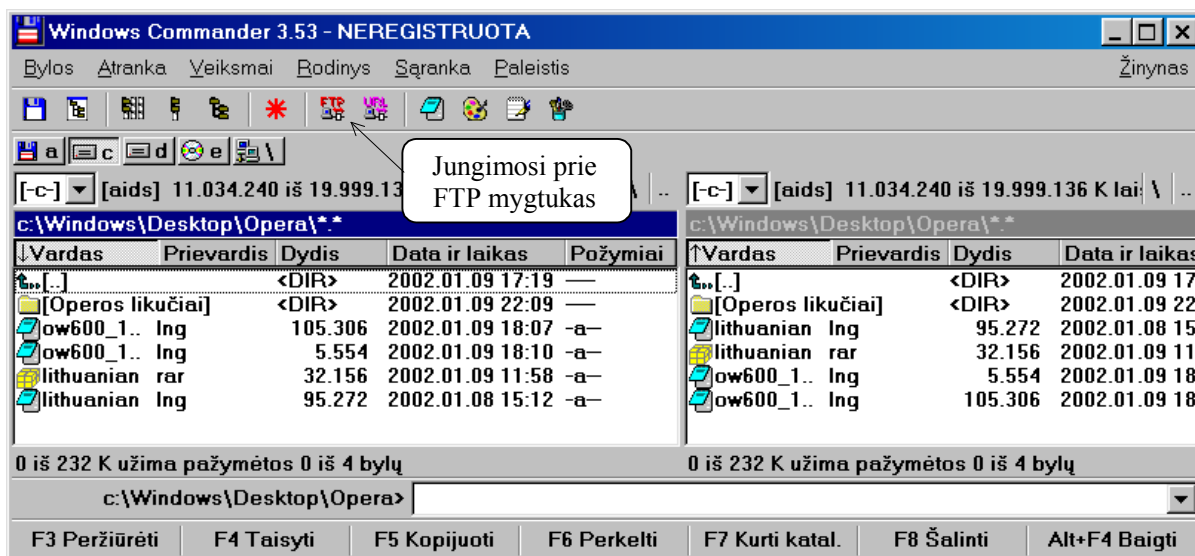 Windows Commander 3.53 - NEREGISTRUOTA
Bylos Atranka Veiksmai Rodinys Sąranka Paleistis Žinynas
FTP URL
a c d e \
Jungimosi prie
FTP mygtukas
[-c-] [aids] 11.034.240 iš 19.999.13 \ .. [-c-] [aids] 11.034.240 iš 19.999.136 K lai \ ..
c:\Windows\Desktop\Opera\*.* c:\Windows\Desktop\Opera\*.*
↓Vardas Prievardis Dydis Data ir laikas Požymiai ↑Vardas Prievardis Dydis Data ir laikas
[..] <DIR> 2002.01.09 17:19 — [..] <DIR> 2002.01.09 17
[Operos likučiai] <DIR> 2002.01.09 22:09 — [Operos likučiai] <DIR> 2002.01.09 22
ow600_1.. lng 105.306 2002.01.09 18:07 -a— lithuanian lng 95.272 2002.01.08 15
ow600_1.. lng 5.554 2002.01.09 18:10 -a— lithuanian rar 32.156 2002.01.09 11
lithuanian rar 32.156 2002.01.09 11:58 -a— ow600_1.. lng 5.554 2002.01.09 18
lithuanian lng 95.272 2002.01.08 15:12 -a— ow600_1.. lng 105.306 2002.01.09 18
0 iš 232 K užima pažymėtos 0 iš 4 bylų 0 iš 232 K užima pažymėtos 0 iš 4 bylų
c:\Windows\Desktop\Opera>
F3 Peržiūrėti F4 Taisyti F5 Kopijuoti F6 Perkelti F7 Kurti katal. F8 Šalinti Alt+F4 Baigti